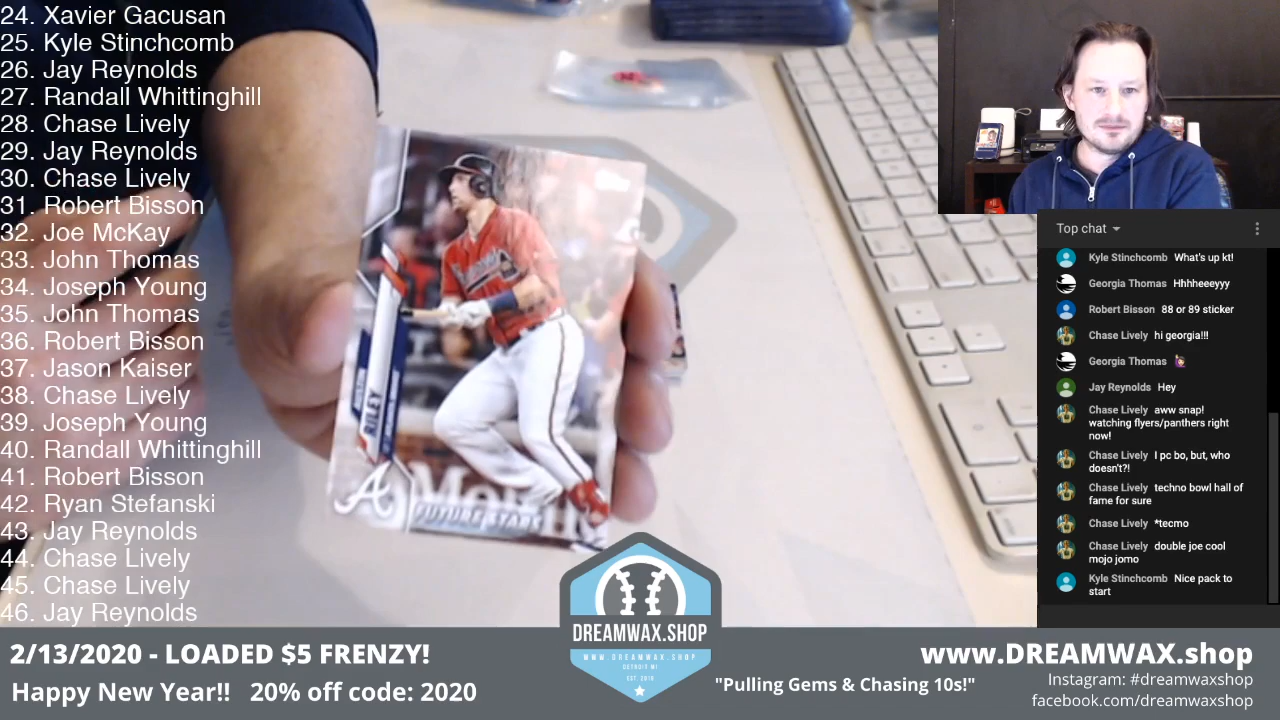 24. Xavier Gacusan
25. Kyle Stinchcomb
26. Jay Reynolds
27. Randall Whittinghill
28. Chase Lively
29. Jay Reynolds
30. Chase Lively
31. Robert Bisson
32. Joe McKay
33. John Thomas
34. Joseph Young
35. John Thomas
36. Robert Bisson
37. Jason Kaiser
38. Chase Lively
39. Joseph Young
40. Randall Whittinghill
41. Robert Bisson
42. Ryan Stefanski
43. Jay Reynolds
44. Chase Lively
45. Chase Lively
46. Jay Reynolds
RILEY
A
FUTURE STARS
Top chat
Kyle Stinchcomb What's up kt!
Georgia Thomas Hhhheeeyyy
Robert Bisson 88 or 89 sticker
Chase Lively hi georgia!!!
Georgia Thomas 🙋
Jay Reynolds Hey
Chase Lively aww snap!
watching flyers/panthers right
now!
Chase Lively I pc bo, but, who
doesn't?!
Chase Lively techno bowl hall of
fame for sure
Chase Lively *tecmo
Chase Lively double joe cool
mojo jomo
Kyle Stinchcomb Nice pack to
start
2/13/2020 - LOADED $5 FRENZY!
Happy New Year!! 20% off code: 2020
DREAMWAX.SHOP
WWW.DREAMWAX.SHOP
DETROIT MI
EST. 2018
"Pulling Gems & Chasing 10s!"
www.DREAMWAX.shop
Instagram: #dreamwaxshop
facebook.com/dreamwaxshop